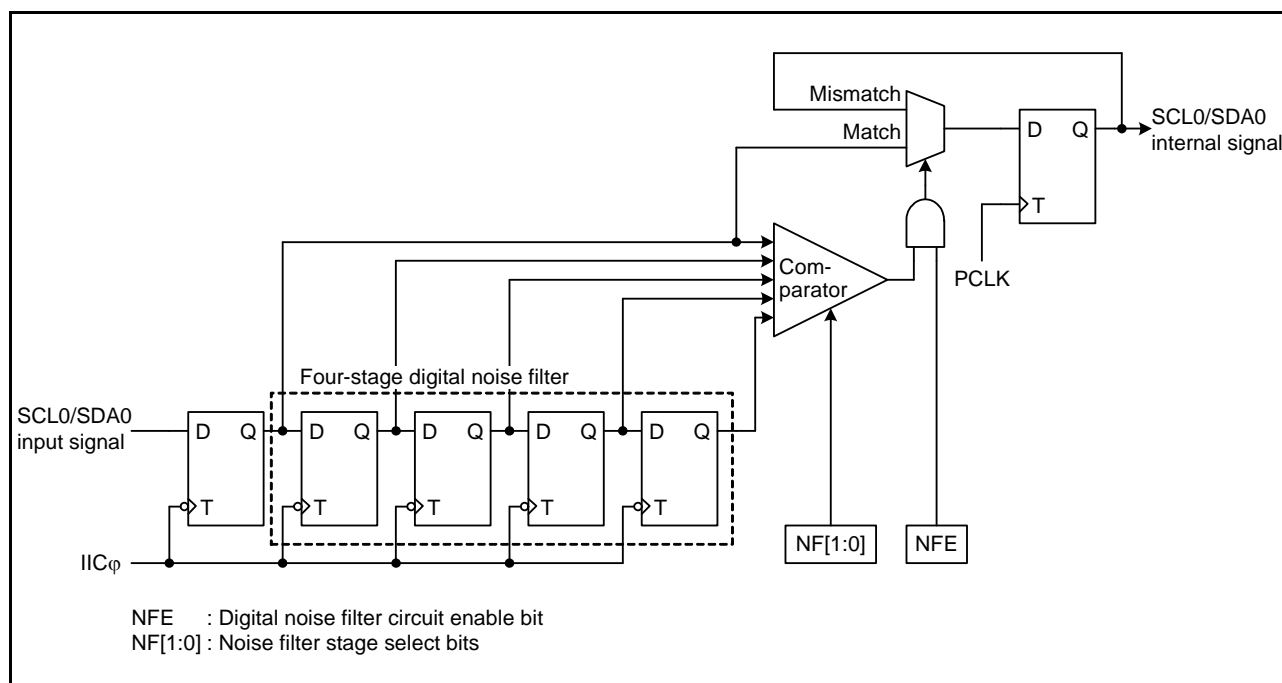 Mismatch
Match
D Q
T
SCL0/SDA0
internal signal
PCLK
Com-
parator
Four-stage digital noise filter
SCL0/SDA0
input signal
D Q D Q D Q D Q D Q
T T T T T
IICφ
NF[1:0] NFE
NFE : Digital noise filter circuit enable bit
NF[1:0] : Noise filter stage select bits